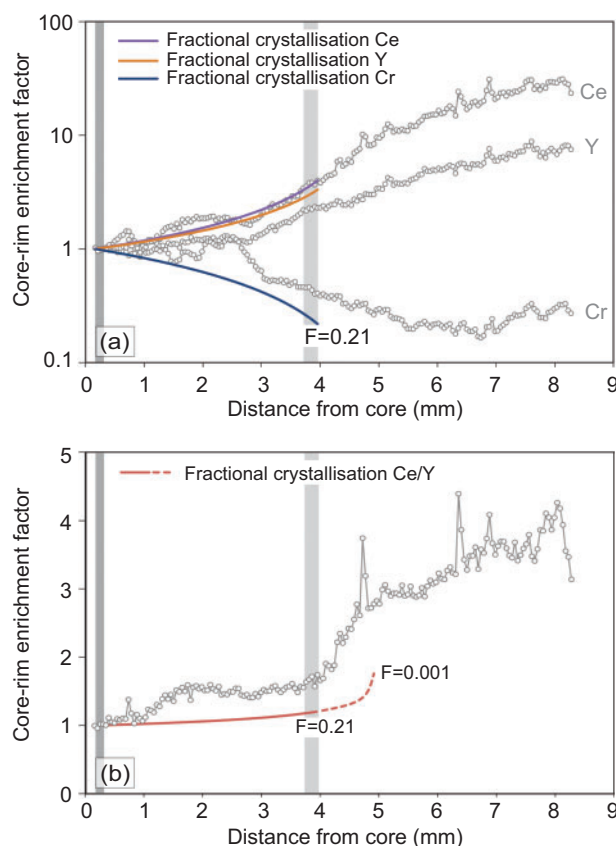 100
Fractional crystallisation Ce
Fractional crystallisation Y
Fractional crystallisation Cr
Ce
10
Y
Core-rim enrichment factor
1
Cr
F=0.21
(a)
0.1
0 1 2 3 4 5 6 7 8 9
Distance from core (mm)
5
Fractional crystallisation Ce/Y
4
3
Core-rim enrichment factor
2
F=0.001
1
F=0.21
(b)
0
0 1 2 3 4 5 6 7 8 9
Distance from core (mm)